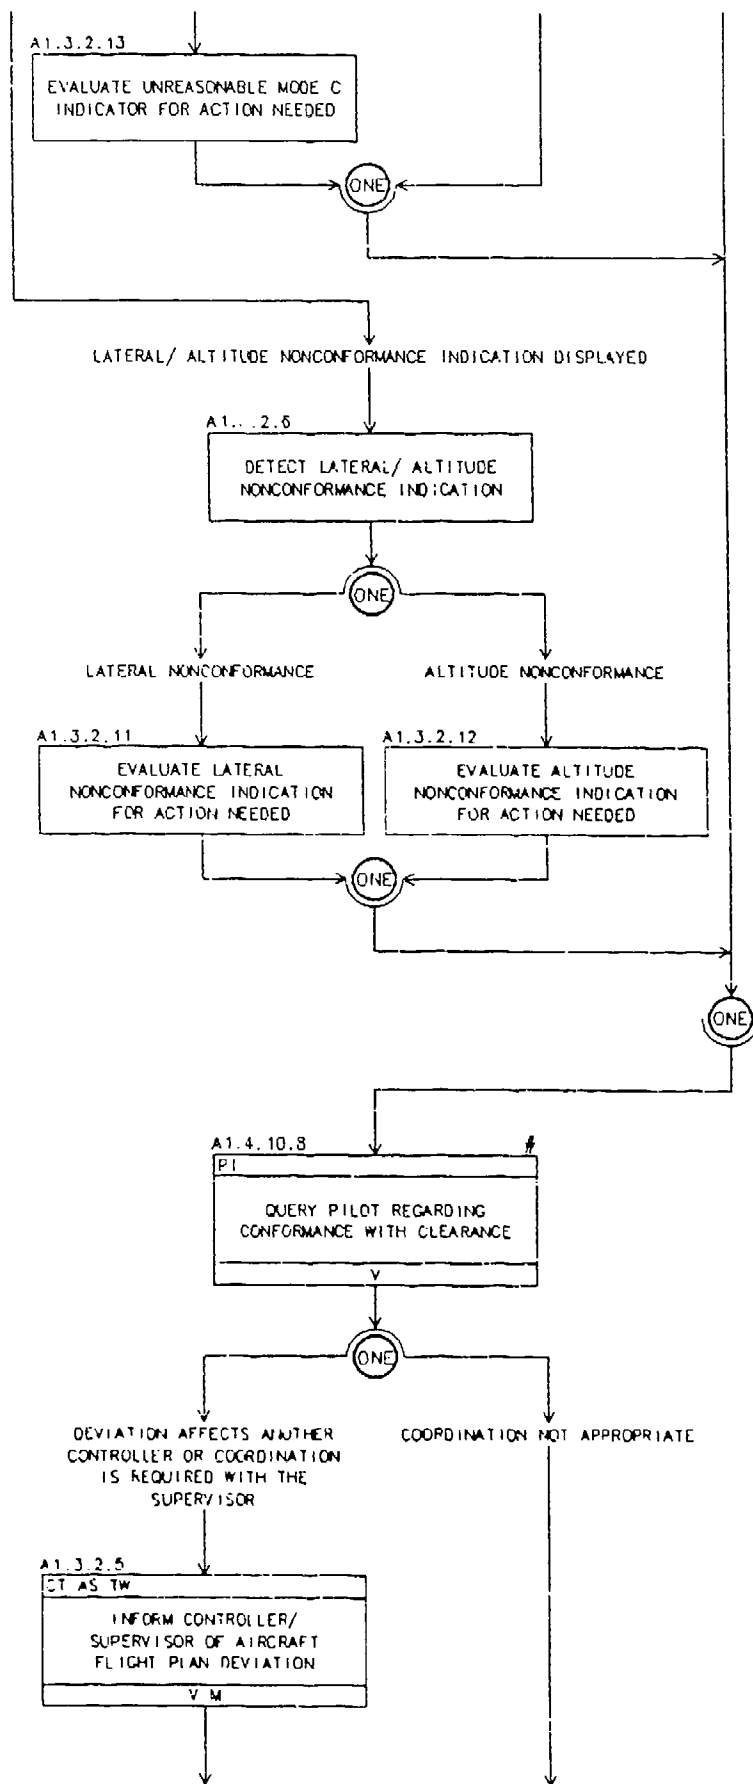 A1.3.2.13
EVALUATE UNREASONABLE MODE C
INDICATOR FOR ACTION NEEDED
ONE
LATERAL/ ALTITUDE NONCONFORMANCE INDICATION DISPLAYED
DETECT LATERAL/ ALTITUDE
NONCONFORMANCE INDICATION
ONE
LATERAL NONCONFORMANCE
ALTITUDE NONCONFORMANCE
A1.3.2.11
EVALUATE LATERAL
NONCONFORMANCE INDICATION
FOR ACTION NEEDED
A1.3.2.12
EVALUATE ALTITUDE
NONCONFORMANCE INDICATION
FOR ACTION NEEDED
ONE
ONE
A1.4.10.8
#
PI
QUERY PILOT REGARDING
CONFORMANCE WITH CLEARANCE
V
ONE
DEVIATION AFFECTS ANOTHER
CONTROLLER OR COORDINATION
IS REQUIRED WITH THE
SUPERVISOR
COORDINATION NOT APPROPRIATE
A1.3.2.5
CT AS TW
INFORM CONTROLLER/
SUPERVISOR OF AIRCRAFT
FLIGHT PLAN DEVIATION
V M